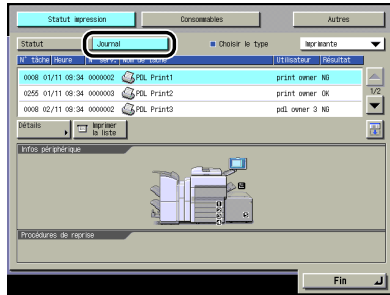 Statut impression Consommables Autres
Statut Journal Choisir le type Imprimante
N° tâche Heure N° serv. Nom de tâche Utilisateur Résultat
0008 01/11 09:34 0000002 PDL Print1 print owner NG
0255 01/11 09:34 0000003 PDL Print2 print owner OK
0008 02/11 09:34 0000002 PDL Print3 pdl owner 3 NG
1/2
Détails Imprimer la liste
Infos périphérique
Procédures de reprise
Fin